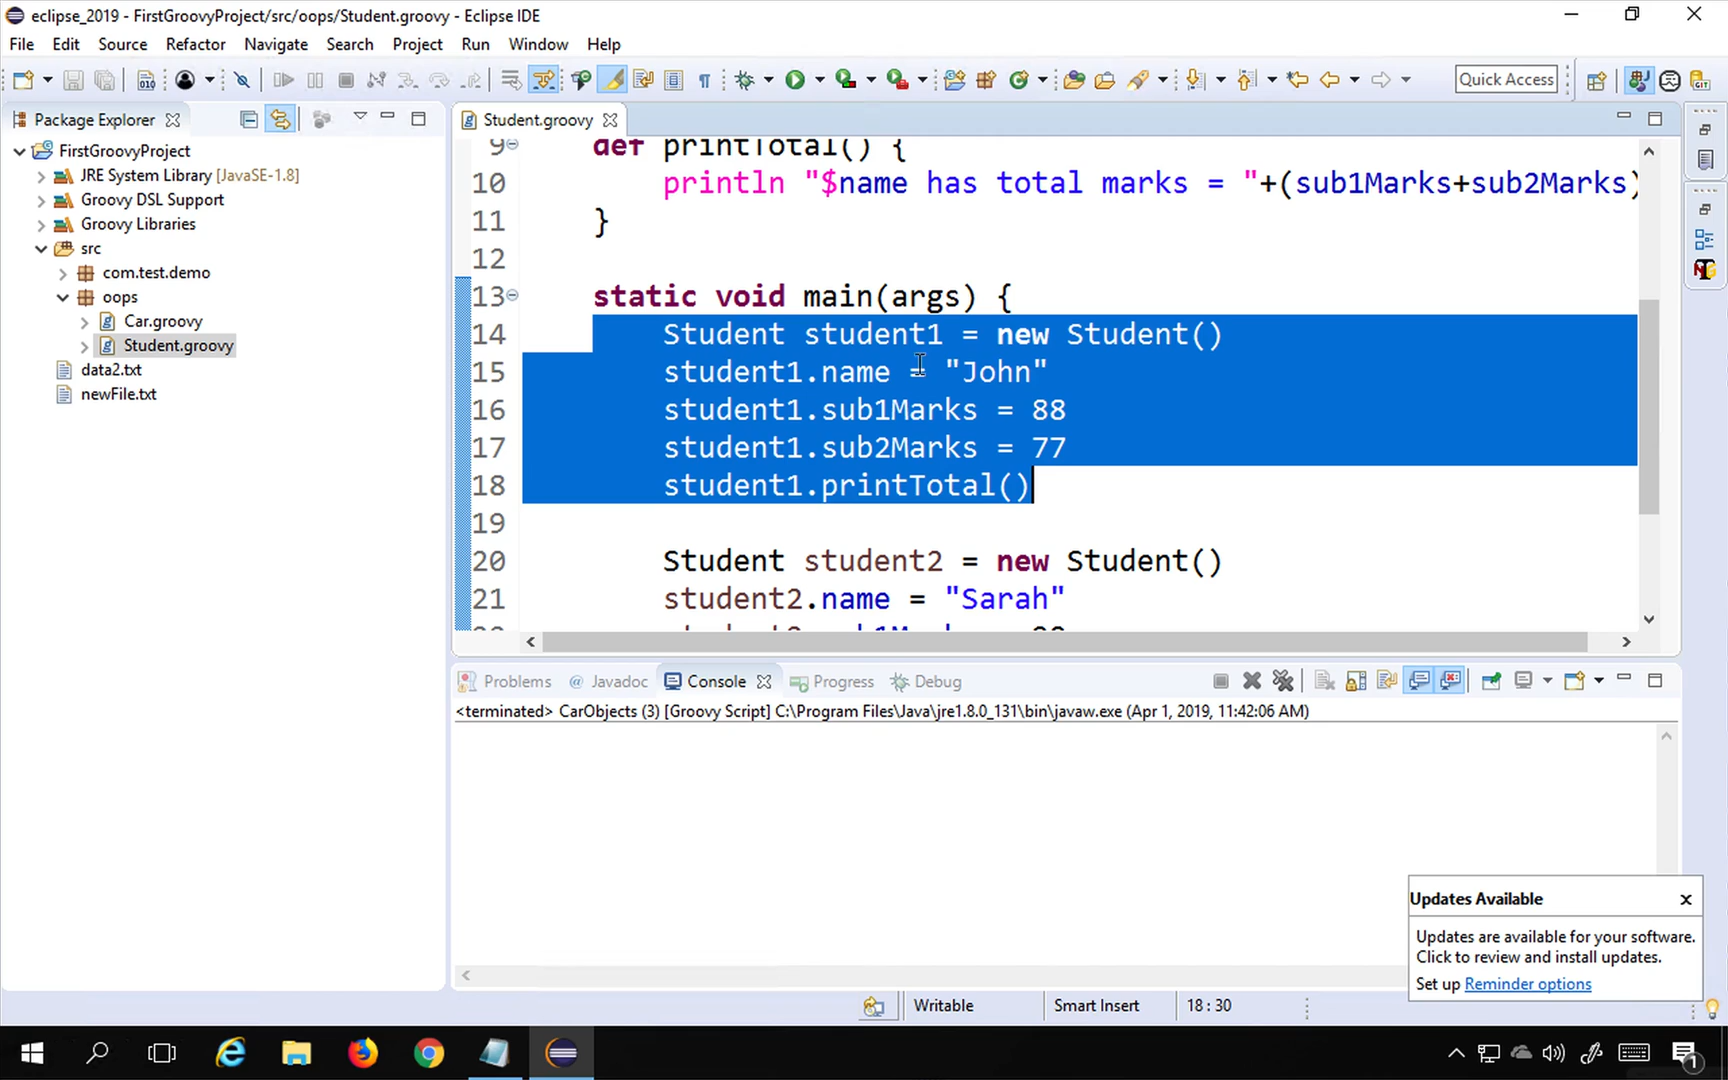 eclipse_2019 - FirstGroovyProject/src/oops/Student.groovy - Eclipse IDE
File Edit Source Refactor Navigate Search Project Run Window Help
Quick Access
Package Explorer
FirstGroovyProject
JRE System Library [JavaSE-1.8]
Groovy DSL Support
Groovy Libraries
src
com.test.demo
oops
Car.groovy
Student.groovy
data2.txt
newFile.txt
Student.groovy
9 def printTotal() {
10 println "$name has total marks = "+(sub1Marks+sub2Marks)
11 }
12
13 static void main(args) {
14 Student student1 = new Student()
15 student1.name = "John"
16 student1.sub1Marks = 88
17 student1.sub2Marks = 77
18 student1.printTotal()
19
20 Student student2 = new Student()
21 student2.name = "Sarah"
Problems @ Javadoc Console Progress Debug
<terminated> CarObjects (3) [Groovy Script] C:\Program Files\Java\jre1.8.0_131\bin\javaw.exe (Apr 1, 2019, 11:42:06 AM)
Updates Available
Updates are available for your software.
Click to review and install updates.
Set up Reminder options
Writable Smart Insert 18 : 30
1